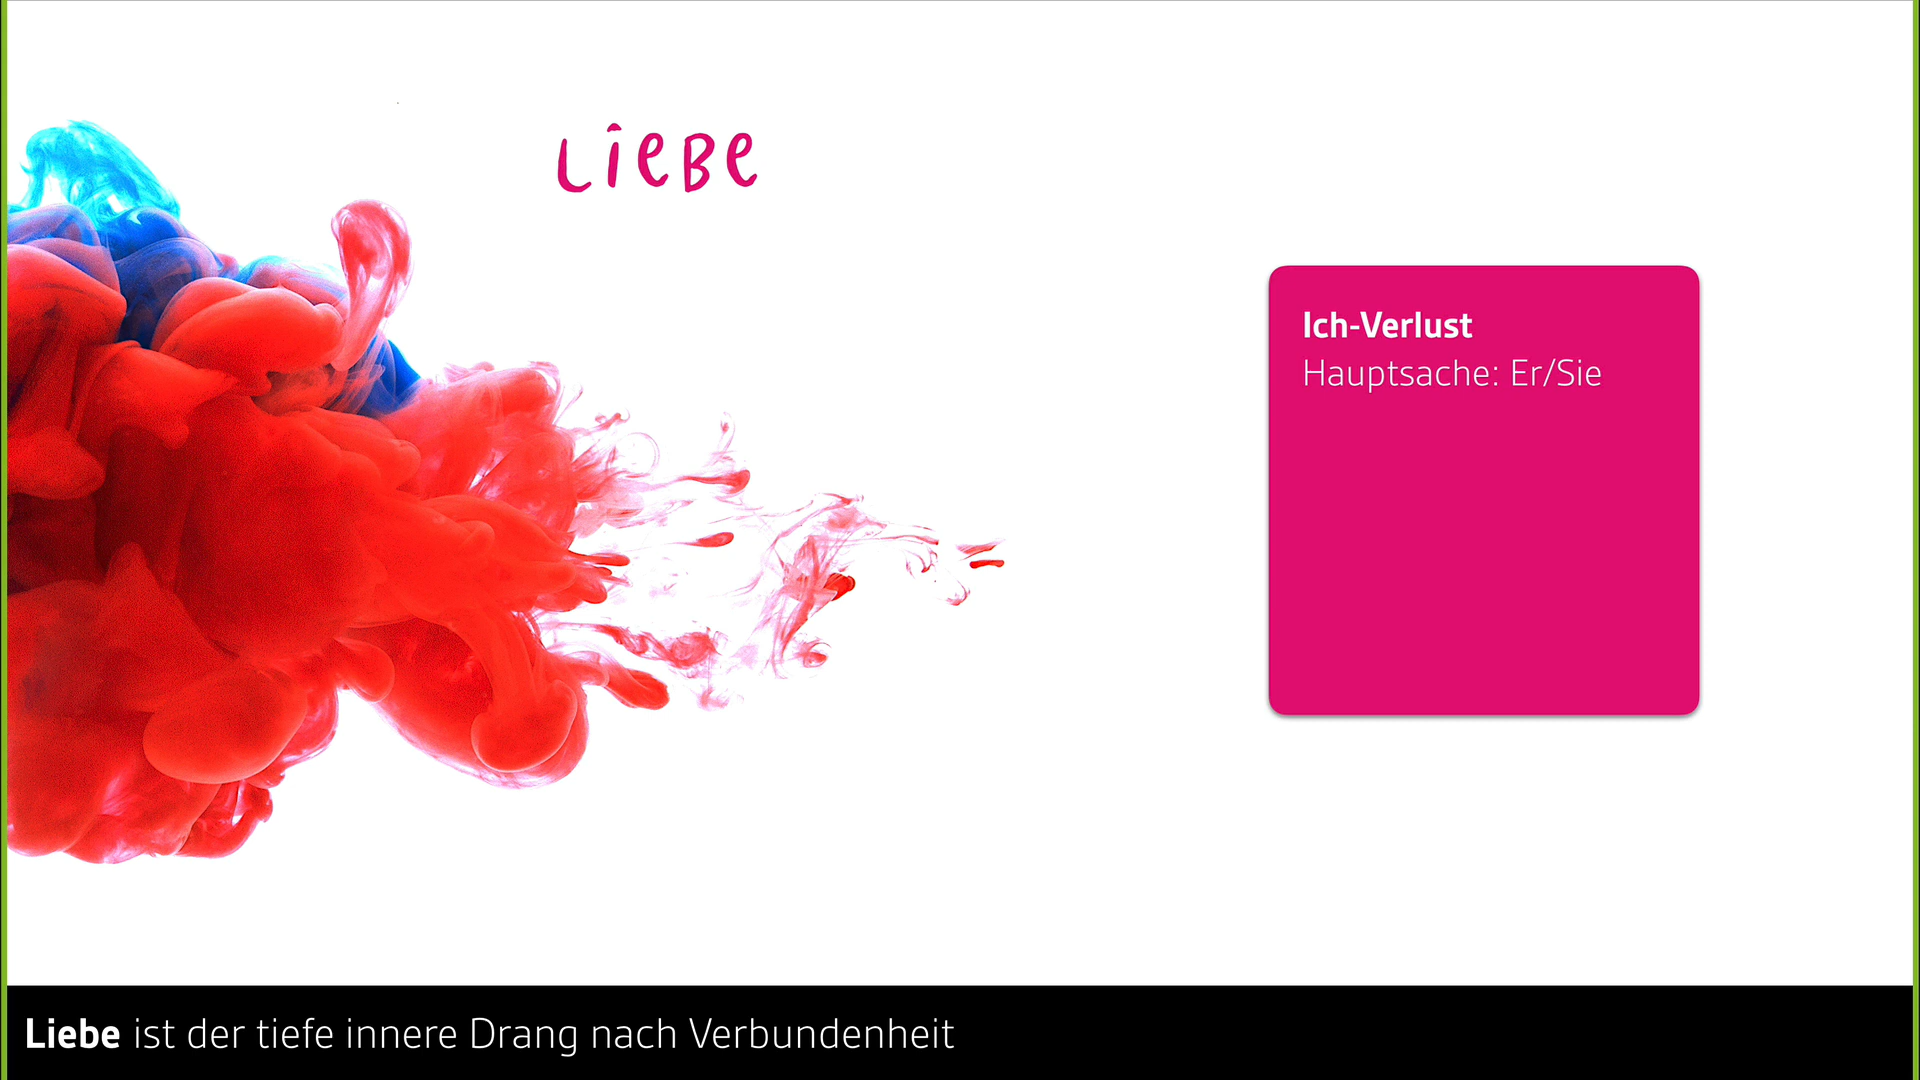 LiEBE
Ich-Verlust
Hauptsache: Er/Sie
Liebe ist der tiefe innere Drang nach Verbundenheit